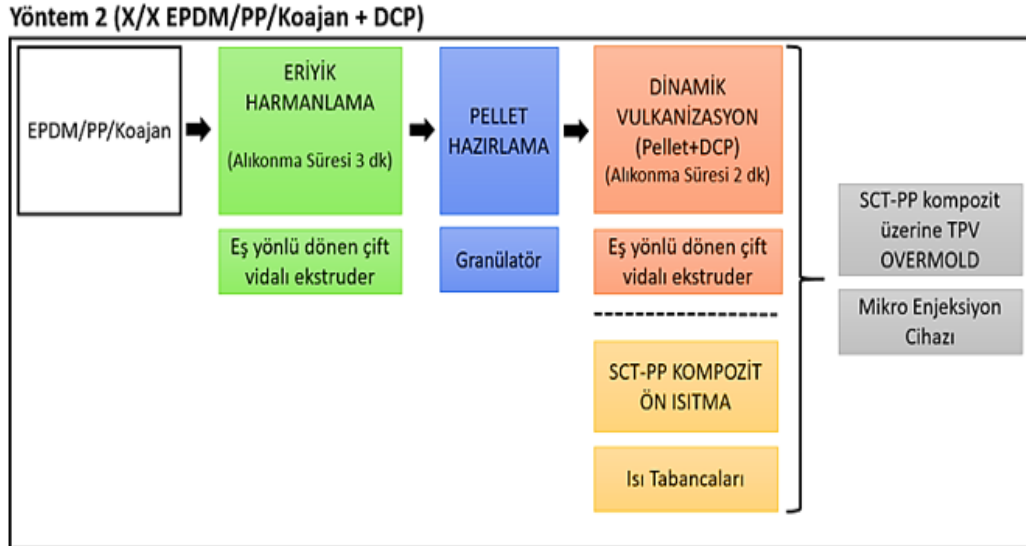 Yöntem 2 (X/X EPDM/PP/Koajan + DCP)
EPDM/PP/Koajan
ERİYİK
HARMANLAMA
(Alıkonma Süresi 3 dk)
Eş yönlü dönen çift
vidalı ekstruder
PELLET
HAZIRLAMA
Granülatör
DİNAMİK
VULKANİZASYON
(Pellet+DCP)
(Alıkonma Süresi 2 dk)
Eş yönlü dönen çift
vidalı ekstruder
SCT-PP KOMPOZİT
ÖN ISITMA
Isı Tabancaları
SCT-PP kompozit
üzerine TPV
OVERMOLD
Mikro Enjeksiyon
Cihazı